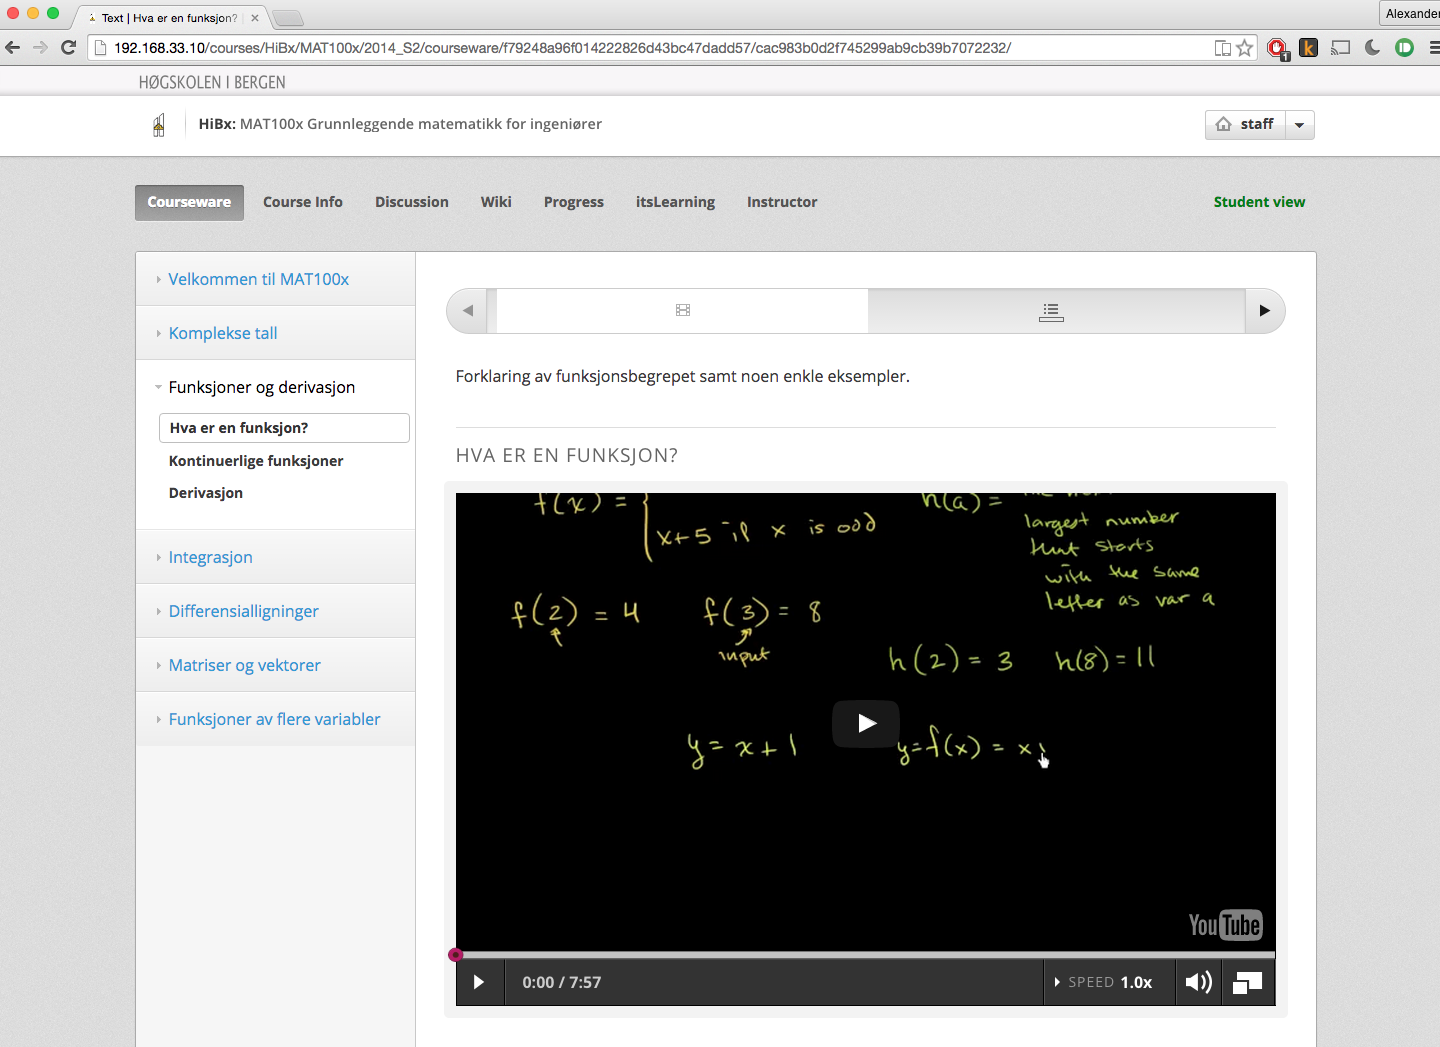 Text | Hva er en funksjon?
Alexander
192.168.33.10/courses/HiBx/MAT100x/2014_S2/courseware/f79248a96f014222826d43bc47dadd57/cac983b0d2f745299ab9cb39b7072232/
1
k
HØGSKOLEN I BERGEN
HiBx: MAT100x Grunnleggende matematikk for ingeniører
staff
Courseware Course Info Discussion Wiki Progress itsLearning Instructor Student view
Velkommen til MAT100x
Komplekse tall
Funksjoner og derivasjon
Hva er en funksjon?
Kontinuerlige funksjoner
Derivasjon
Integrasjon
Differensialligninger
Matriser og vektorer
Funksjoner av flere variabler
Forklaring av funksjonsbegrepet samt noen enkle eksempler.
HVA ER EN FUNKSJON?
f(x) = {
x+5 if x is odd
h(a) =
largest number
that starts
with the same
letter as var a
f(2) = 4 f(3) = 8
input
h(2) = 3 h(8) = 11
y = x + 1 y = f(x) = x
YouTube
0:00 / 7:57
SPEED 1.0x